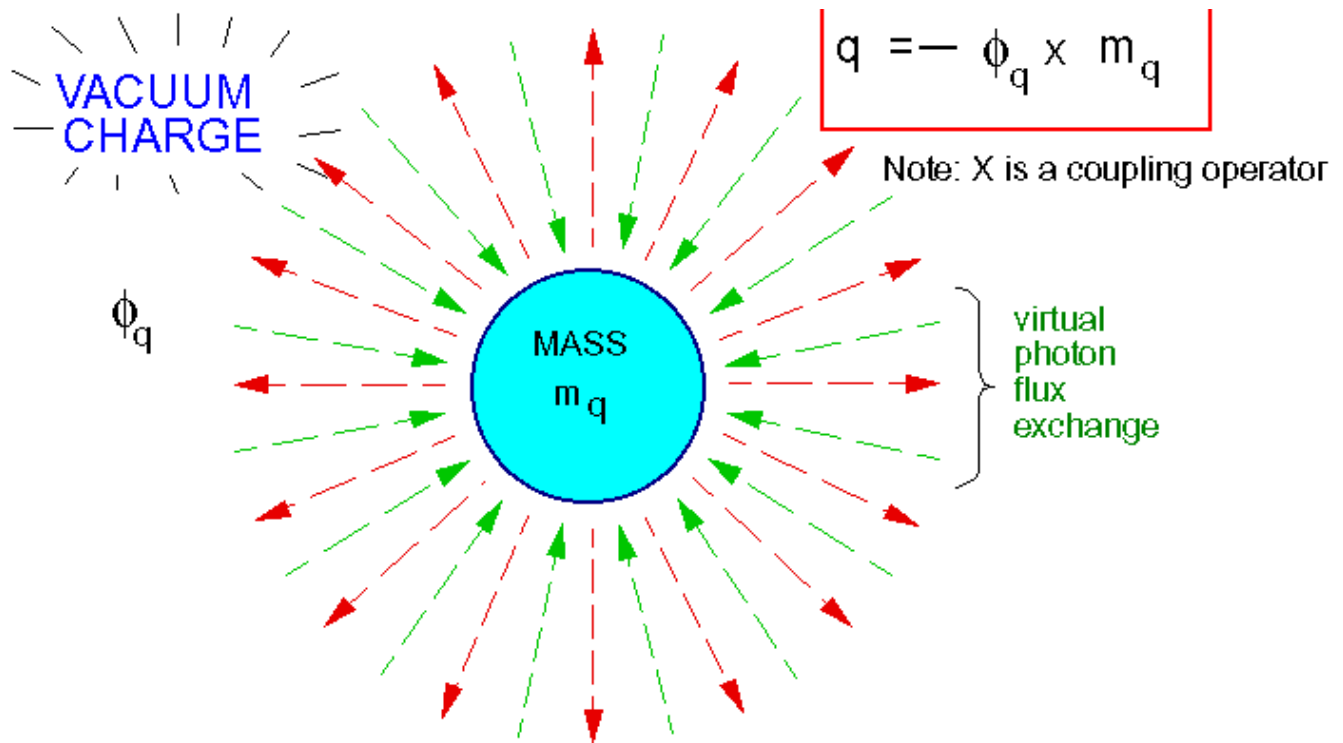 VACUUM
CHARGE
q = − ϕq x mq
Note: X is a coupling operator
ϕq
MASS
mq
virtual
photon
flux
exchange